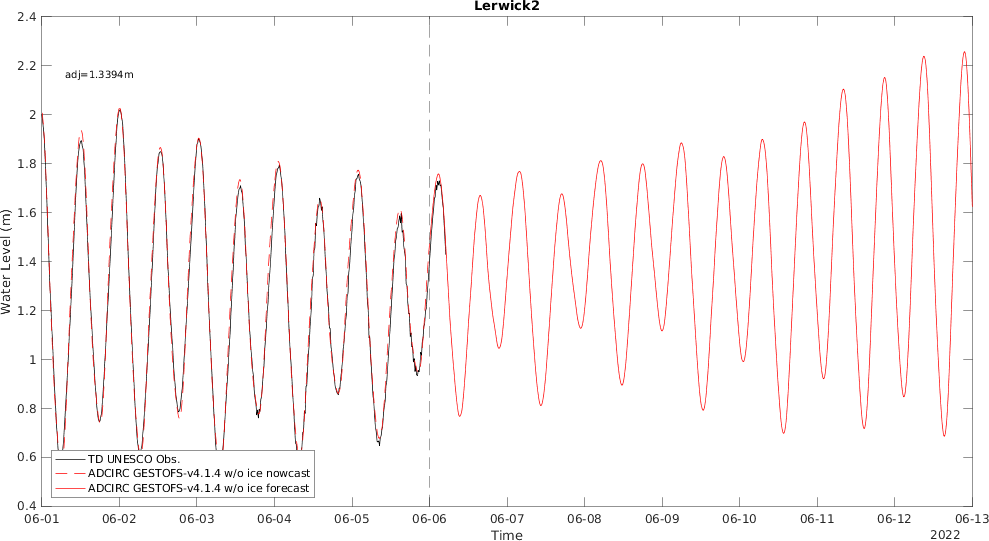 Lerwick2
2.4
2.2
2
1.8
1.6
1.4
1.2
1
0.8
0.6
0.4
Water Level (m)
adj=1.3394m
TD UNESCO Obs.
ADCIRC GESTOFS-v4.1.4 w/o ice nowcast
ADCIRC GESTOFS-v4.1.4 w/o ice forecast
06-01 06-02 06-03 06-04 06-05 06-06 06-07 06-08 06-09 06-10 06-11 06-12 06-13
Time
2022